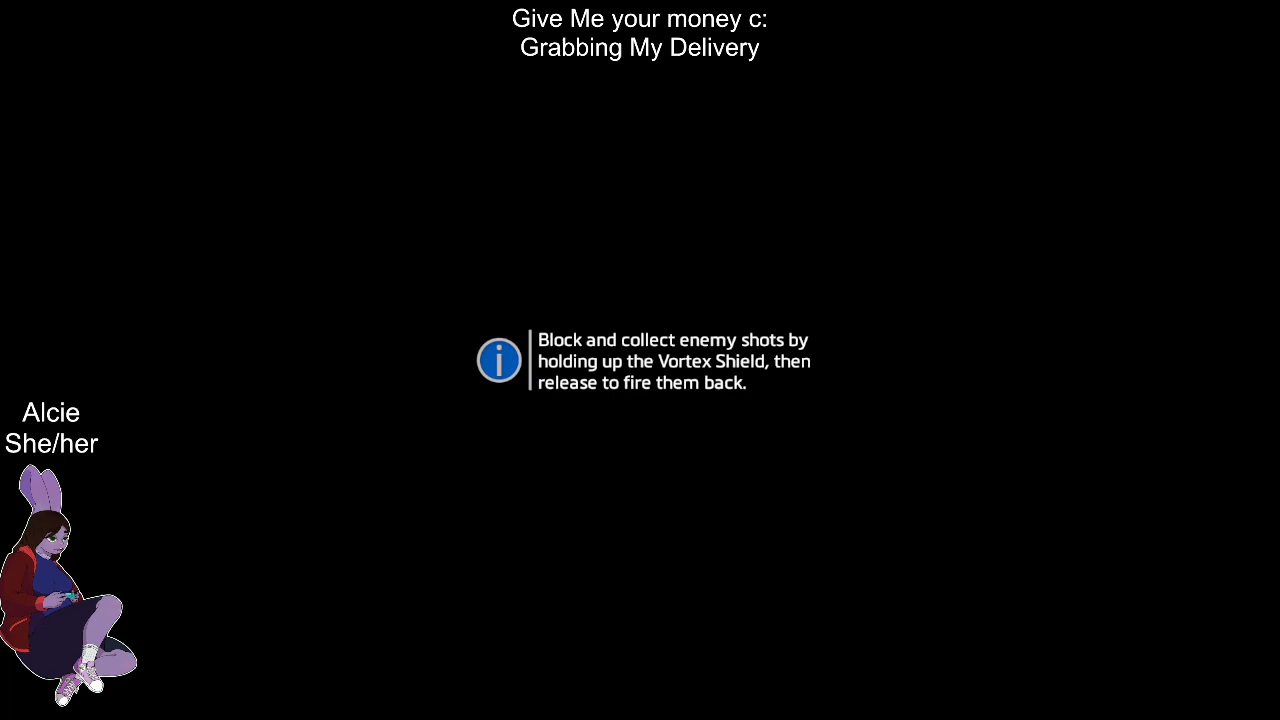 Give Me your money c:
Grabbing My Delivery
Block and collect enemy shots by
holding up the Vortex Shield, then
release to fire them back.
Alcie
She/her